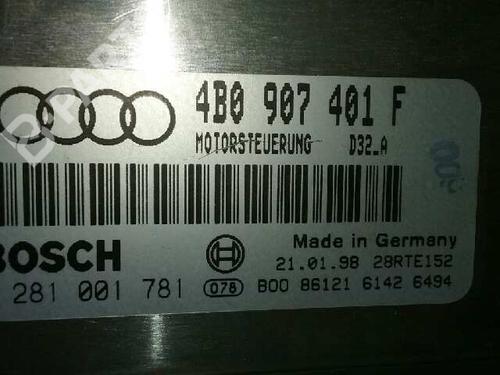 4B0 907 401 F
MOTORSTEUERUNG D32_A
BOSCH
Made in Germany
21.01.98 28RTE152
281 001 781 078 B00 86121 6142 6494